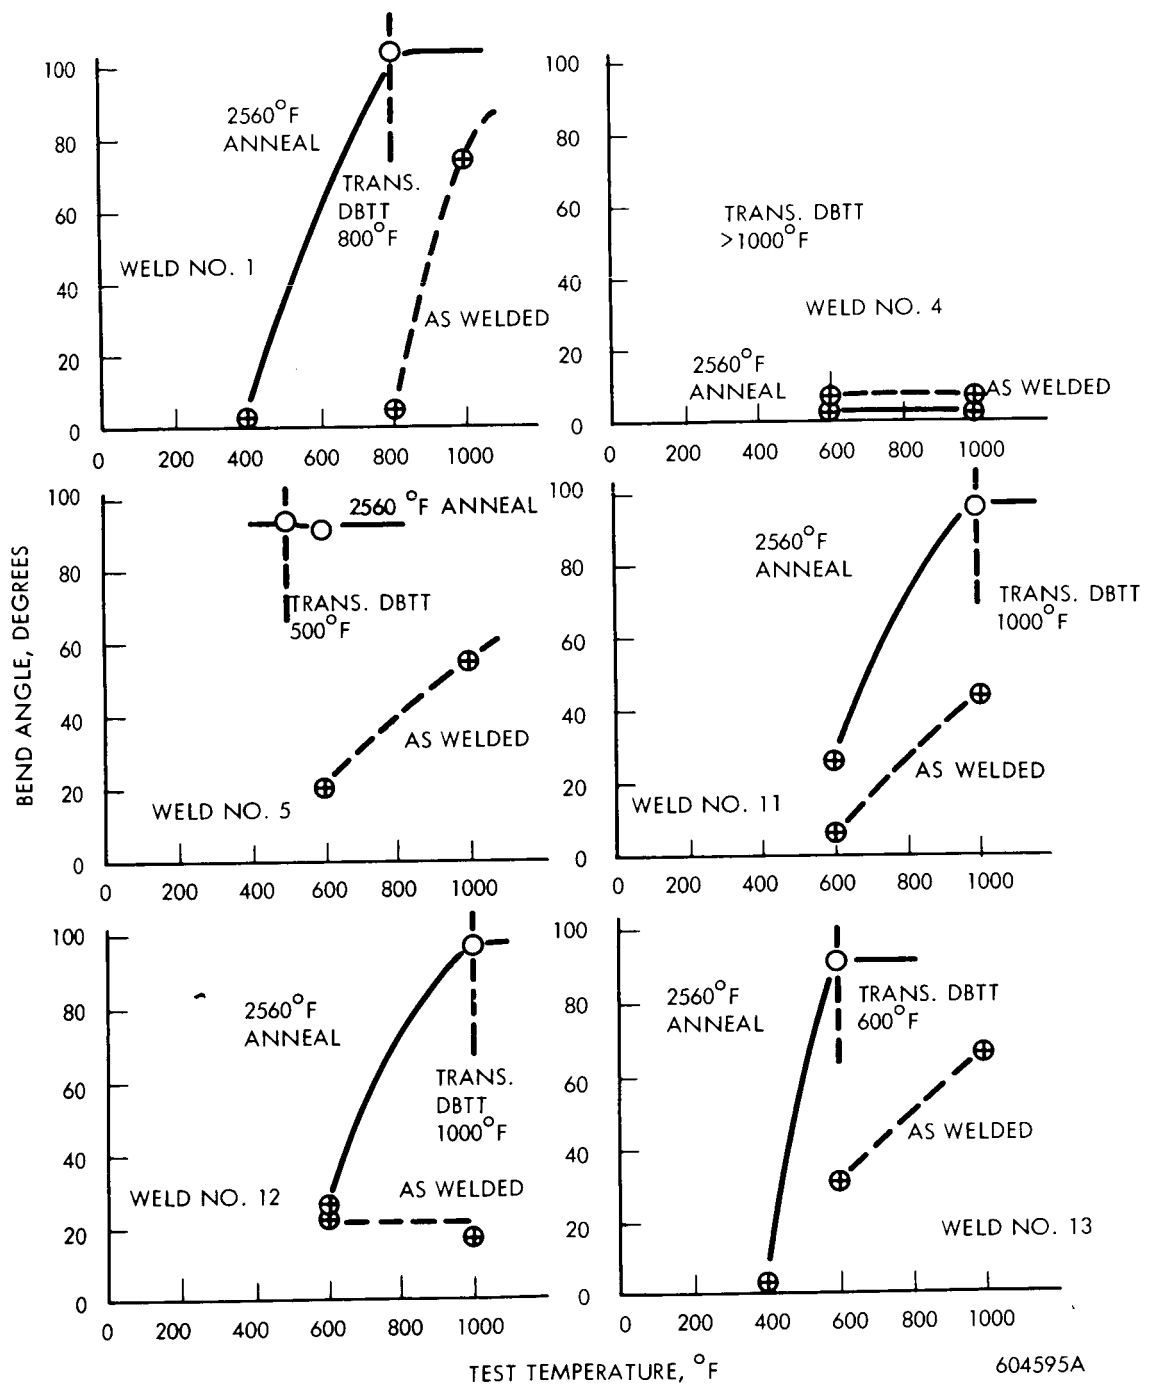 100
80
60
40
20
0
2560°F
ANNEAL
TRANS.
DBTT
800°F
WELD NO. 1
AS WELDED
0 200 400 600 800 1000
100
80
60
40
20
0
TRANS. DBTT
>1000°F
WELD NO. 4
2560°F
ANNEAL
AS WELDED
0 200 400 600 800 1000
BEND ANGLE, DEGREES
100
80
60
40
20
0
2560 °F ANNEAL
TRANS. DBTT
500°F
AS WELDED
WELD NO. 5
0 200 400 600 800 1000
100
80
60
40
20
0
2560°F
ANNEAL
TRANS. DBTT
1000°F
AS WELDED
WELD NO. 11
0 200 400 600 800 1000
100
80
60
40
20
0
2560°F
ANNEAL
TRANS.
DBTT
1000°F
WELD NO. 12
AS WELDED
0 200 400 600 800 1000
100
80
60
40
20
0
2560°F
ANNEAL
TRANS. DBTT
600°F
AS WELDED
WELD NO. 13
0 200 400 600 800 1000
TEST TEMPERATURE, °F
604595A